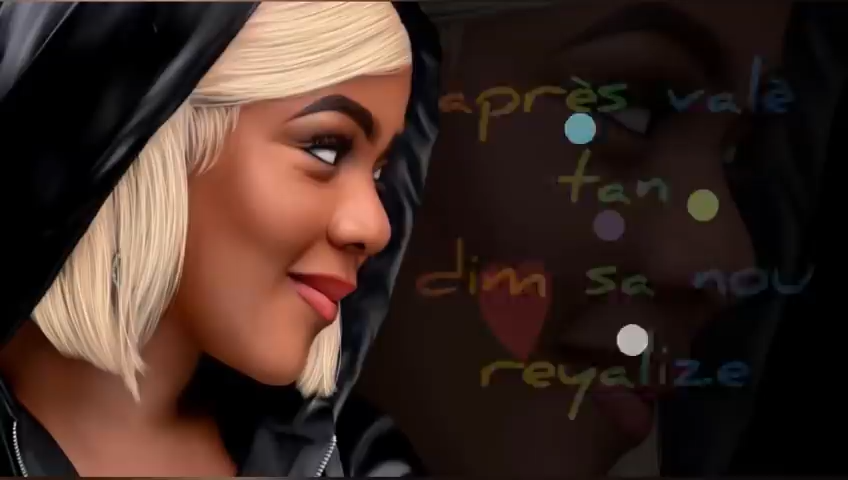 après valè
tan
dim sa nou
reyalize